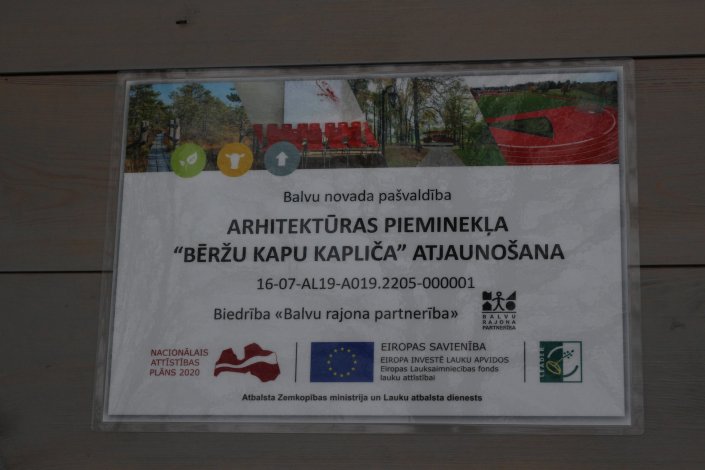 Balvu novada pašvaldība
ARHITEKTŪRAS PIEMINEKĻA
“BĒRŽU KAPU KAPLIČA” ATJAUNOŠANA
16-07-AL19-A019.2205-000001
Biedrība «Balvu rajona partnerība»
BALVU
RAJONA
PARTNERĪBA
NACIONĀLAIS
ATTĪSTĪBAS
PLĀNS 2020
EIROPAS SAVIENĪBA
EIROPA INVESTĒ LAUKU APVIDOS
Eiropas Lauksaimniecības fonds
lauku attīstībai
LEADER
Atbalsta Zemkopības ministrija un Lauku atbalsta dienests